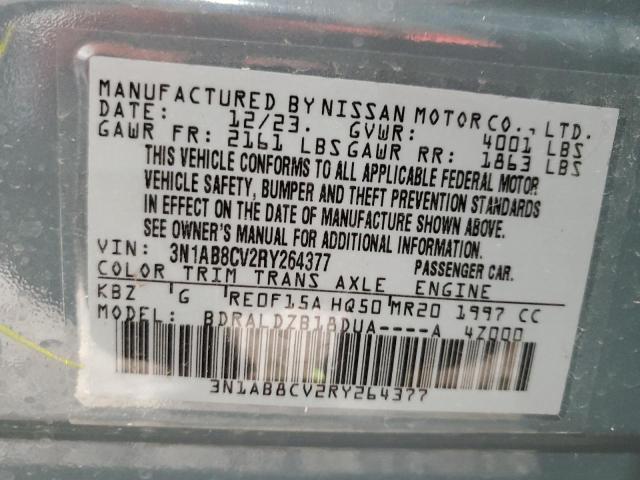 MANUFACTURED BY NISSAN MOTOR CO., LTD.
DATE: 12/23. GVWR: 4001 LBS
GAWR FR: 2161 LBS GAWR RR: 1863 LBS
THIS VEHICLE CONFORMS TO ALL APPLICABLE FEDERAL MOTOR
VEHICLE SAFETY, BUMPER AND THEFT PREVENTION STANDARDS
IN EFFECT ON THE DATE OF MANUFACTURE SHOWN ABOVE.
SEE OWNER'S MANUAL FOR ADDITIONAL INFORMATION.
VIN: 3N1AB8CV2RY264377 PASSENGER CAR.
COLOR TRIM TRANS AXLE ENGINE
KBZ G RE0F15A HQ50 MR20 1997 CC
MODEL: BDRALDZB18DUA----A 4Z000
3N1AB8CV2RY264377